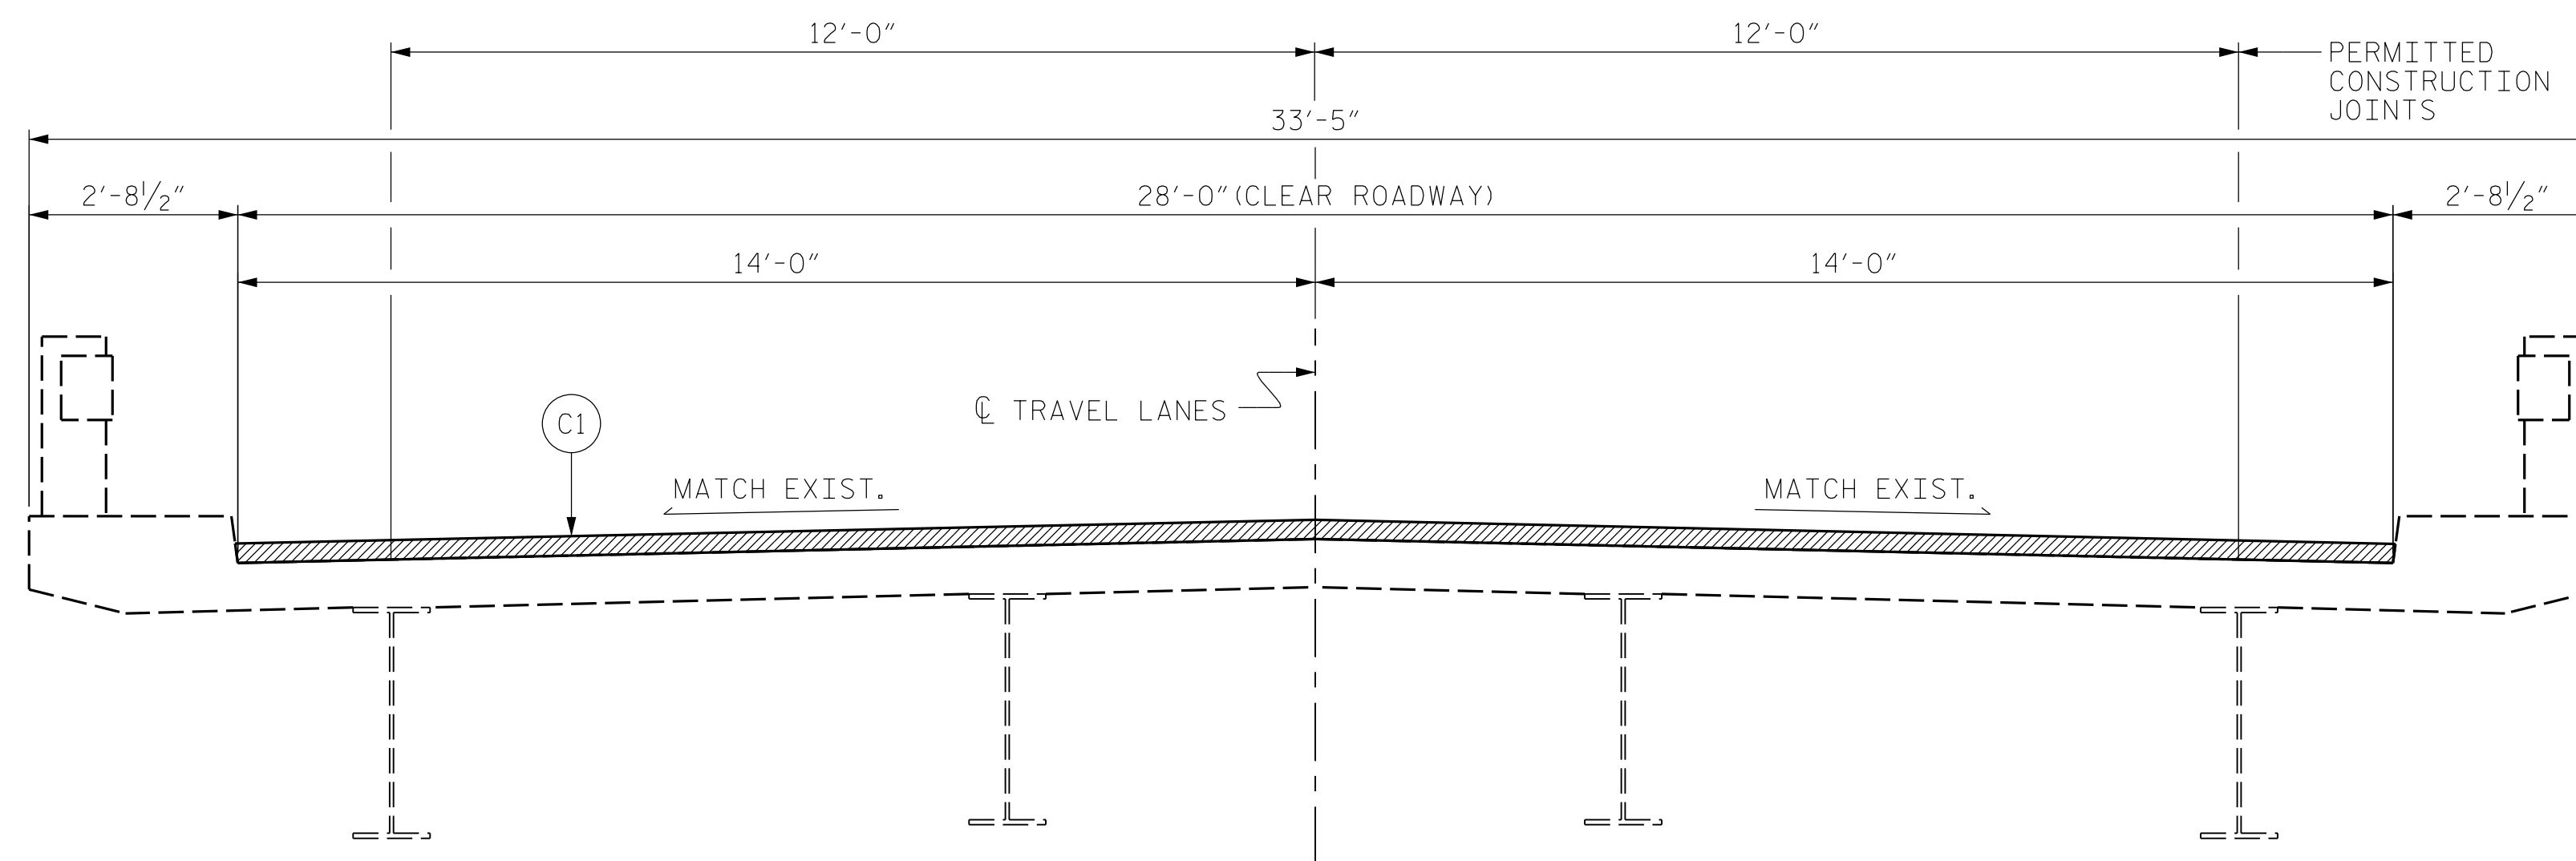 12'-0"
12'-0"
PERMITTED
CONSTRUCTION
JOINTS
33'-5"
2'-8½"
28'-0"(CLEAR ROADWAY)
2'-8½"
14'-0"
14'-0"
℄ TRAVEL LANES
C1
MATCH EXIST.
MATCH EXIST.